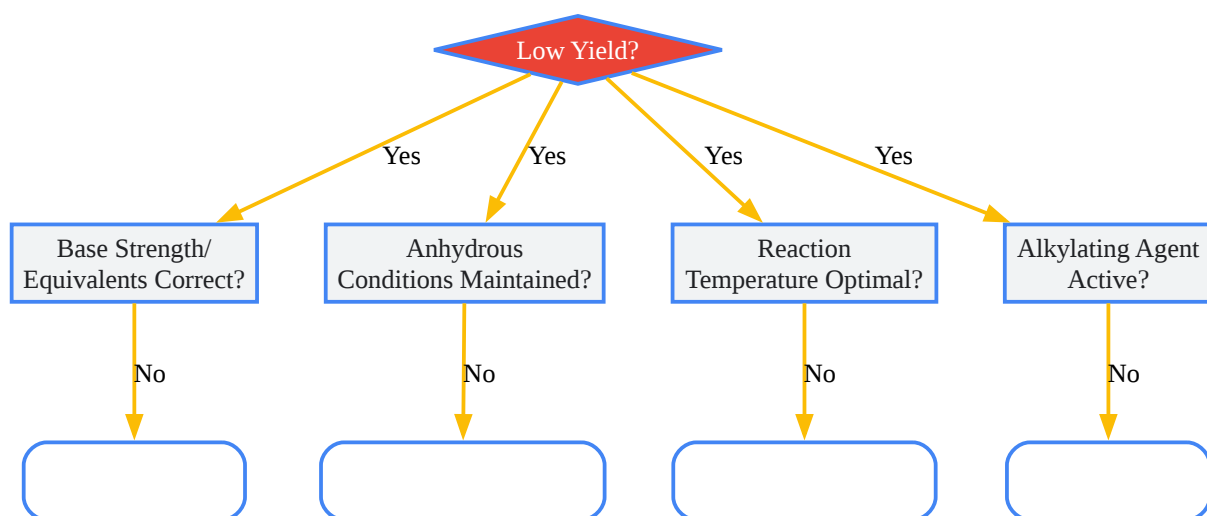 Low Yield?
Yes
Yes
Yes
Yes
Base Strength/
Equivalents Correct?
Anhydrous
Conditions Maintained?
Reaction
Temperature Optimal?
Alkylating Agent
Active?
No
No
No
No